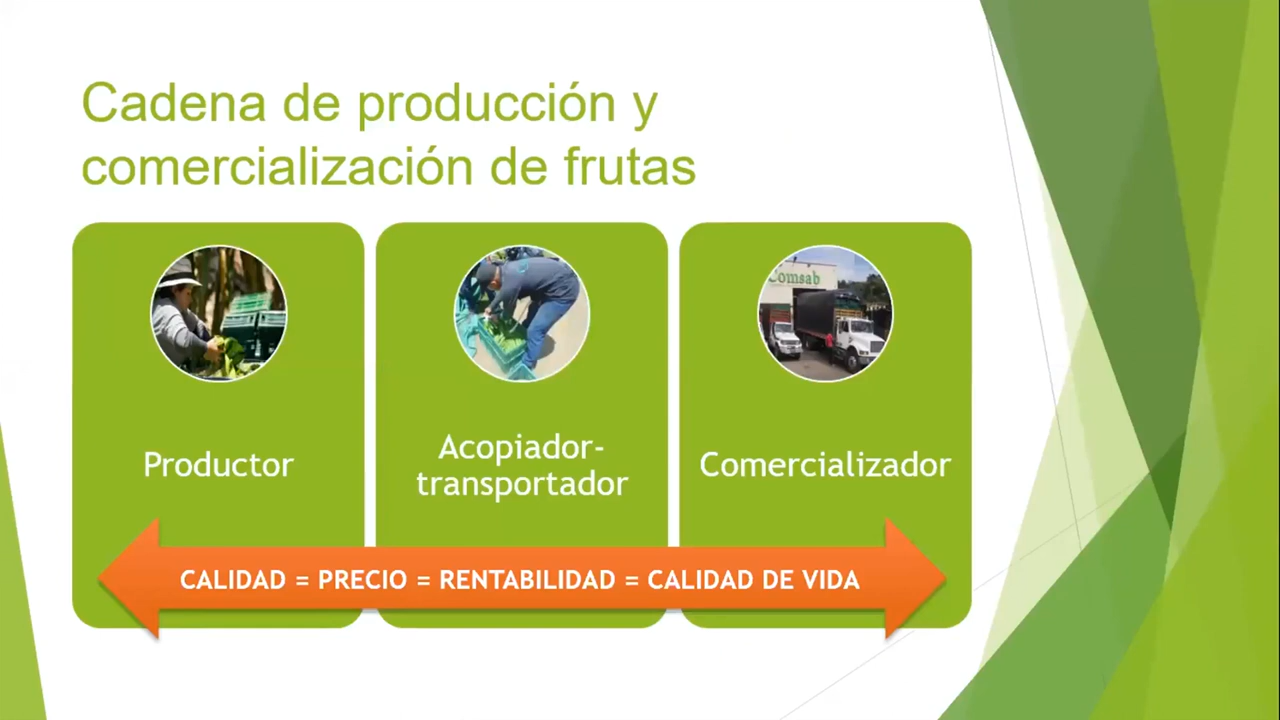 Cadena de producción y
comercialización de frutas
Comsab
Productor
Acopiador-
transportador
Comercializador
CALIDAD = PRECIO = RENTABILIDAD = CALIDAD DE VIDA